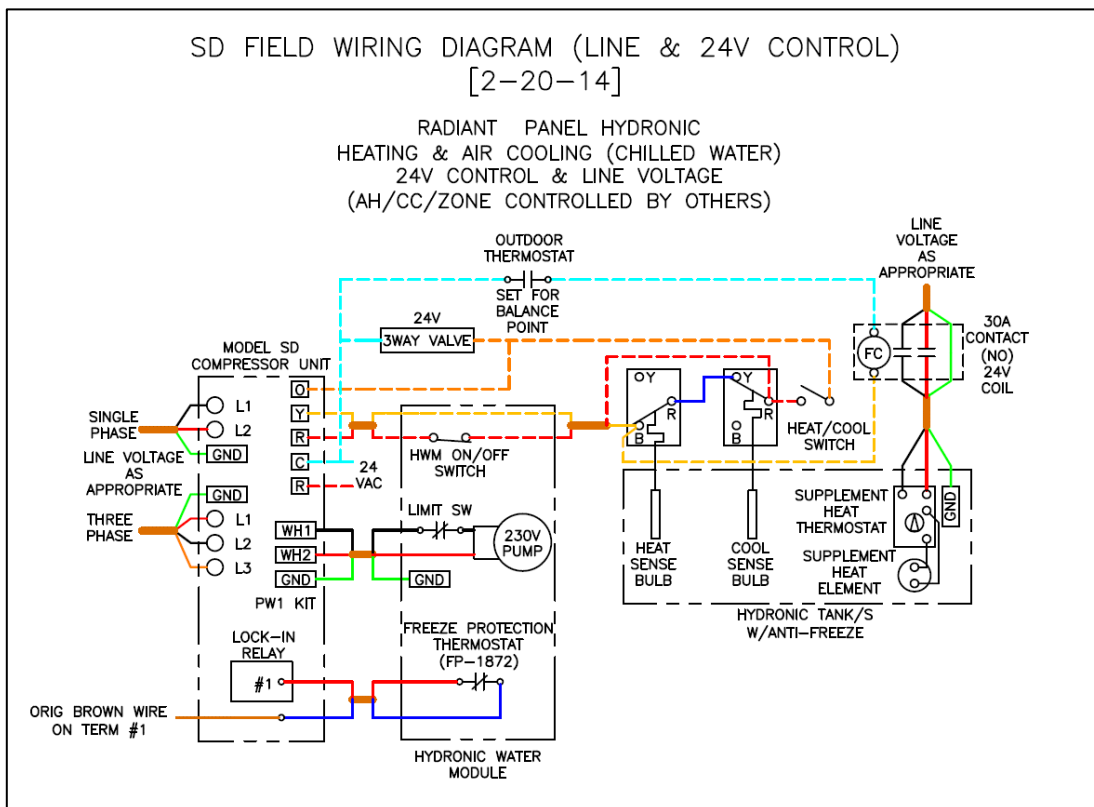 SD FIELD WIRING DIAGRAM (LINE & 24V CONTROL)
[2-20-14]
RADIANT PANEL HYDRONIC
HEATING & AIR COOLING (CHILLED WATER)
24V CONTROL & LINE VOLTAGE
(AH/CC/ZONE CONTROLLED BY OTHERS)
OUTDOOR
THERMOSTAT
SET FOR
BALANCE
POINT
LINE
VOLTAGE
AS
APPROPRIATE
24V
3WAY VALVE
FC
30A
CONTACT
(NO)
24V
COIL
MODEL SD
COMPRESSOR UNIT
O
Y
R
C
R
24
VAC
SINGLE
PHASE
L1
L2
GND
LINE VOLTAGE
AS
APPROPRIATE
THREE
PHASE
GND
L1
L2
L3
WH1
WH2
GND
PW1 KIT
HWM ON/OFF
SWITCH
LIMIT SW
230V
PUMP
GND
Y
R
B
Y
R
B
HEAT/COOL
SWITCH
HEAT
SENSE
BULB
COOL
SENSE
BULB
SUPPLEMENT
HEAT
THERMOSTAT
GND
SUPPLEMENT
HEAT
ELEMENT
HYDRONIC TANK/S
W/ANTI-FREEZE
LOCK-IN
RELAY
#1
FREEZE PROTECTION
THERMOSTAT
(FP-1872)
ORIG BROWN WIRE
ON TERM #1
HYDRONIC WATER
MODULE